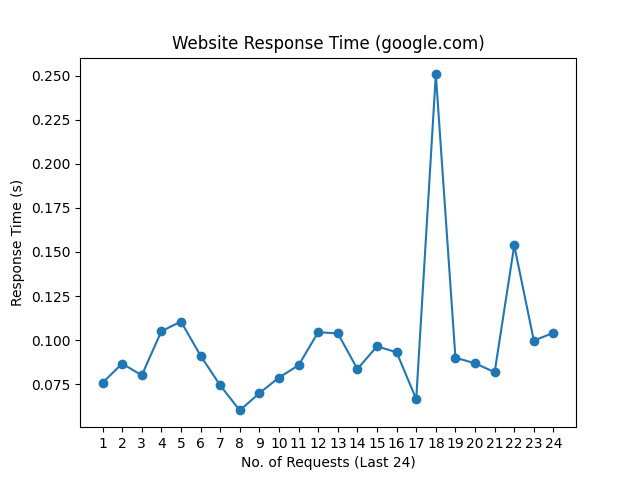 Website Response Time (google.com)
0.250
0.225
0.200
0.175
0.150
0.125
0.100
0.075
Response Time (s)
1 2 3 4 5 6 7 8 9 10 11 12 13 14 15 16 17 18 19 20 21 22 23 24
No. of Requests (Last 24)